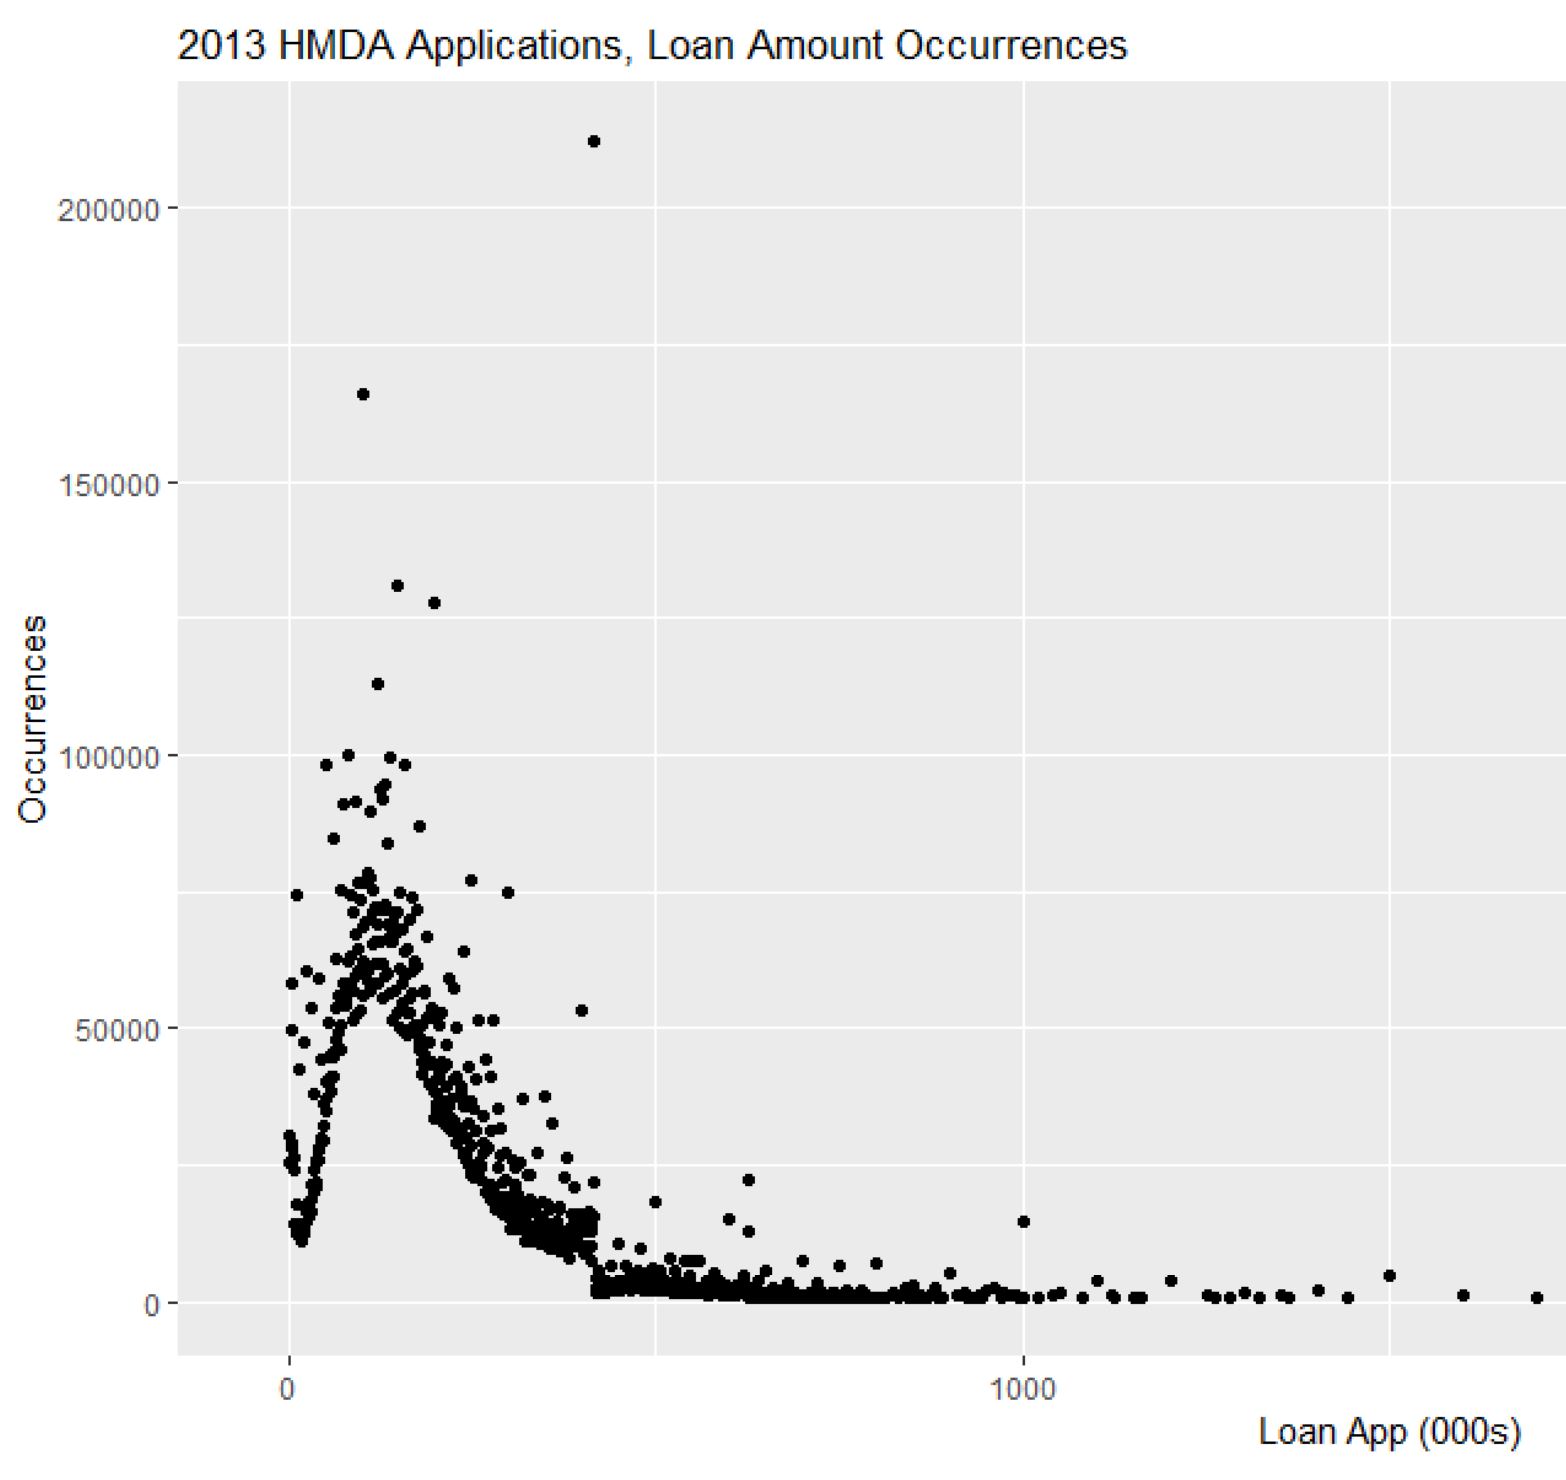 2013 HMDA Applications, Loan Amount Occurrences
200000
150000
100000
50000
0
Occurrences
0 1000
Loan App (000s)